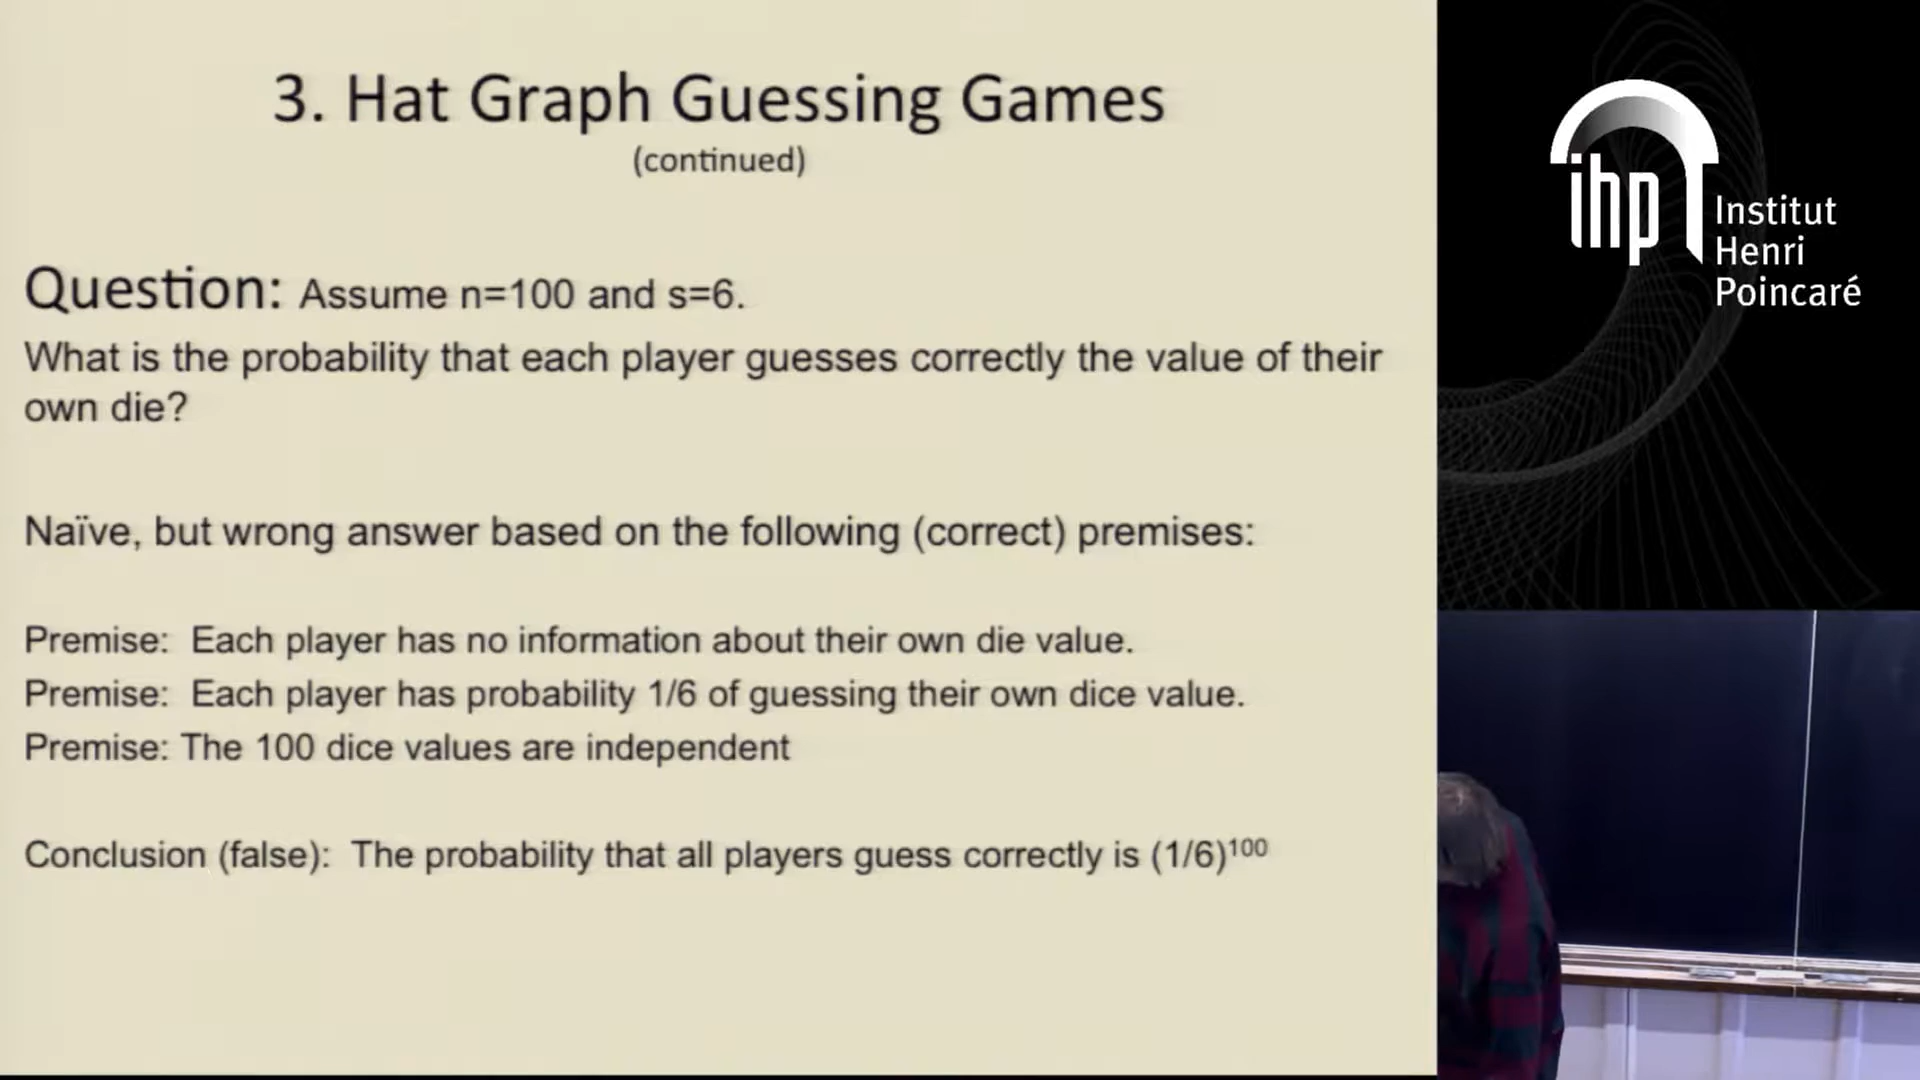 3. Hat Graph Guessing Games
(continued)
Question: Assume n=100 and s=6.
What is the probability that each player guesses correctly the value of their
own die?
Naïve, but wrong answer based on the following (correct) premises:
Premise: Each player has no information about their own die value.
Premise: Each player has probability 1/6 of guessing their own dice value.
Premise: The 100 dice values are independent
Conclusion (false): The probability that all players guess correctly is (1/6)¹⁰⁰
ihp
Institut
Henri
Poincaré